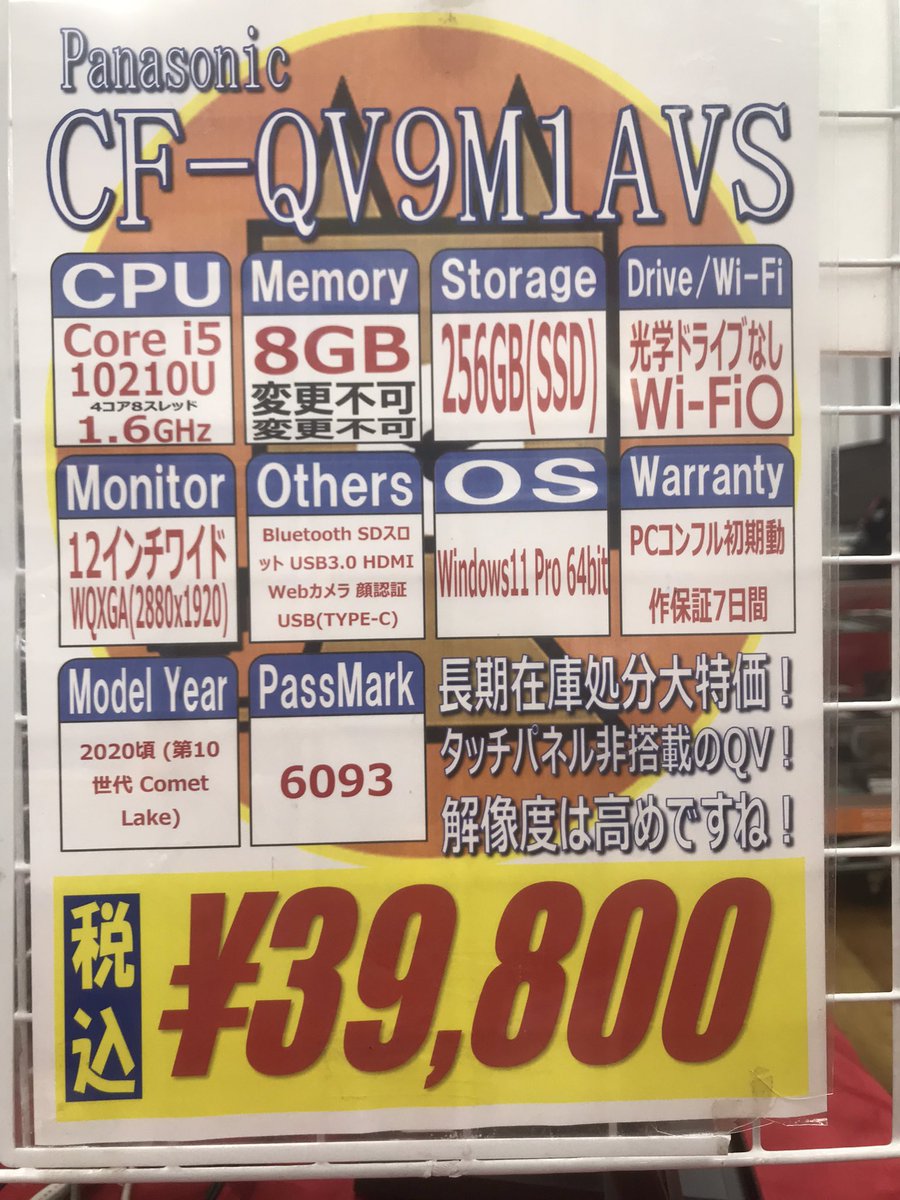 Panasonic
CF-QV9M1AVS
CPU
Core i5
10210U
4コア8スレッド
1.6GHz
Memory
8GB
変更不可
変更不可
Storage
256GB(SSD)
Drive/Wi-Fi
光学ドライブなし
Wi-Fi〇
Monitor
12インチワイド
WQXGA(2880x1920)
Others
Bluetooth SDスロ
ット USB3.0 HDMI
Webカメラ 顔認証
USB(TYPE-C)
OS
Windows11 Pro 64bit
Warranty
PCコンフル初期動
作保証7日間
Model Year
2020頃 (第10
世代 Comet
Lake)
PassMark
6093
長期在庫処分大特価！
タッチパネル非搭載のQV！
解像度は高めですね！
税込
¥39,800